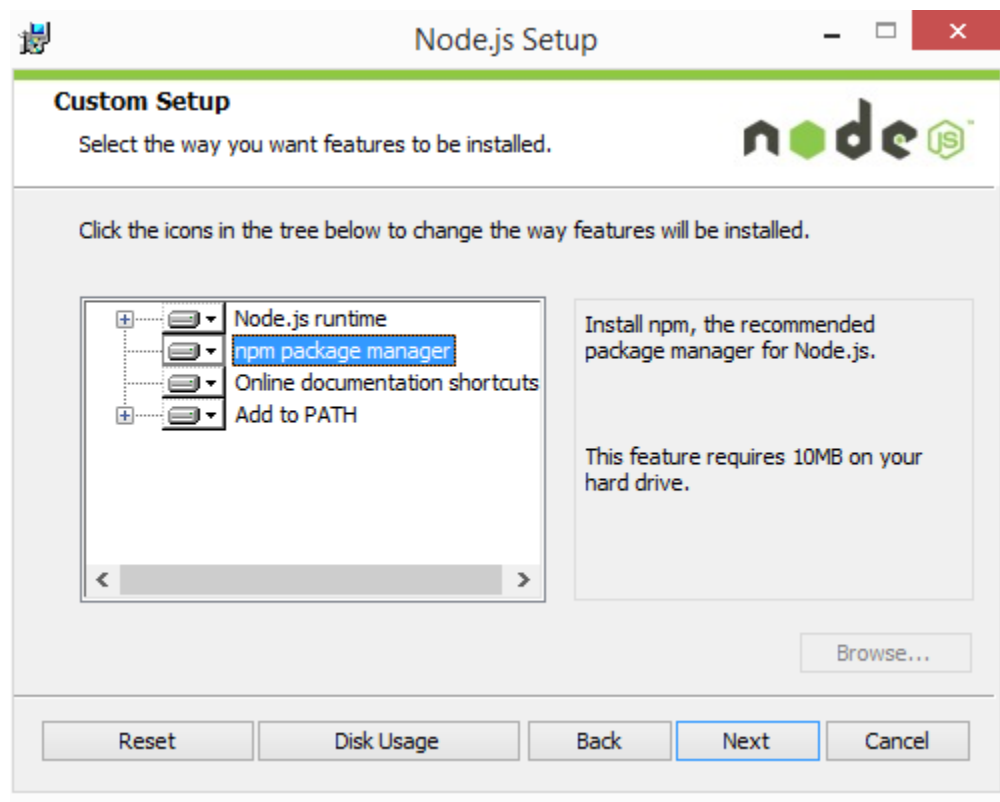 Node.js Setup
Custom Setup
Select the way you want features to be installed.
node
JS
Click the icons in the tree below to change the way features will be installed.
Node.js runtime
npm package manager
Online documentation shortcuts
Add to PATH
Install npm, the recommended
package manager for Node.js.
This feature requires 10MB on your
hard drive.
Browse...
Reset
Disk Usage
Back
Next
Cancel